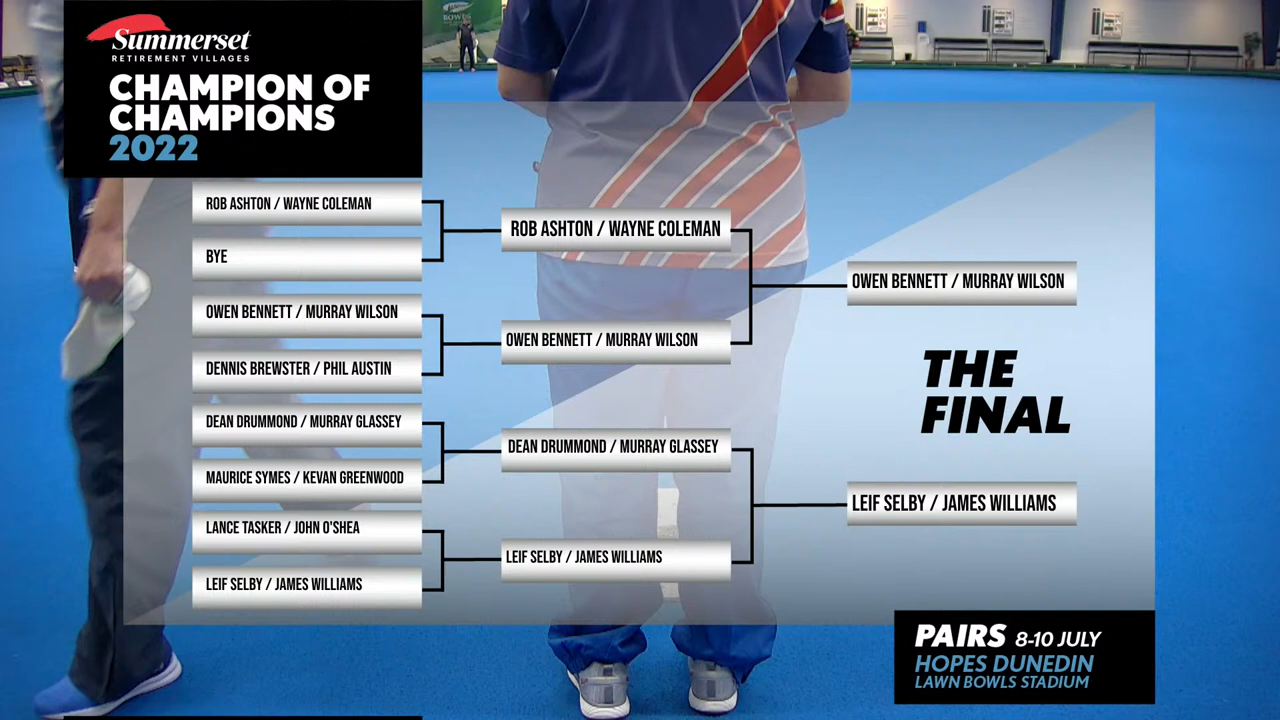 Summerset
RETIREMENT VILLAGES
CHAMPION OF
CHAMPIONS
2022
ROB ASHTON / WAYNE COLEMAN
BYE
OWEN BENNETT / MURRAY WILSON
DENNIS BREWSTER / PHIL AUSTIN
DEAN DRUMMOND / MURRAY GLASSEY
MAURICE SYMES / KEVAN GREENWOOD
LANCE TASKER / JOHN O'SHEA
LEIF SELBY / JAMES WILLIAMS
ROB ASHTON / WAYNE COLEMAN
OWEN BENNETT / MURRAY WILSON
DEAN DRUMMOND / MURRAY GLASSEY
LEIF SELBY / JAMES WILLIAMS
OWEN BENNETT / MURRAY WILSON
THE
FINAL
LEIF SELBY / JAMES WILLIAMS
PAIRS 8-10 JULY
HOPES DUNEDIN
LAWN BOWLS STADIUM
BOWLS